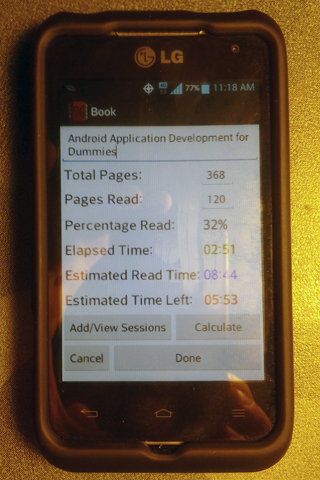 LG
4G 77% 11:18 AM
Book
Android Application Development for
Dummies
Total Pages: 368
Pages Read: 120
Percentage Read: 32%
Elapsed Time: 02:51
Estimated Read Time: 08:44
Estimated Time Left: 05:53
Add/View Sessions Calculate
Cancel Done